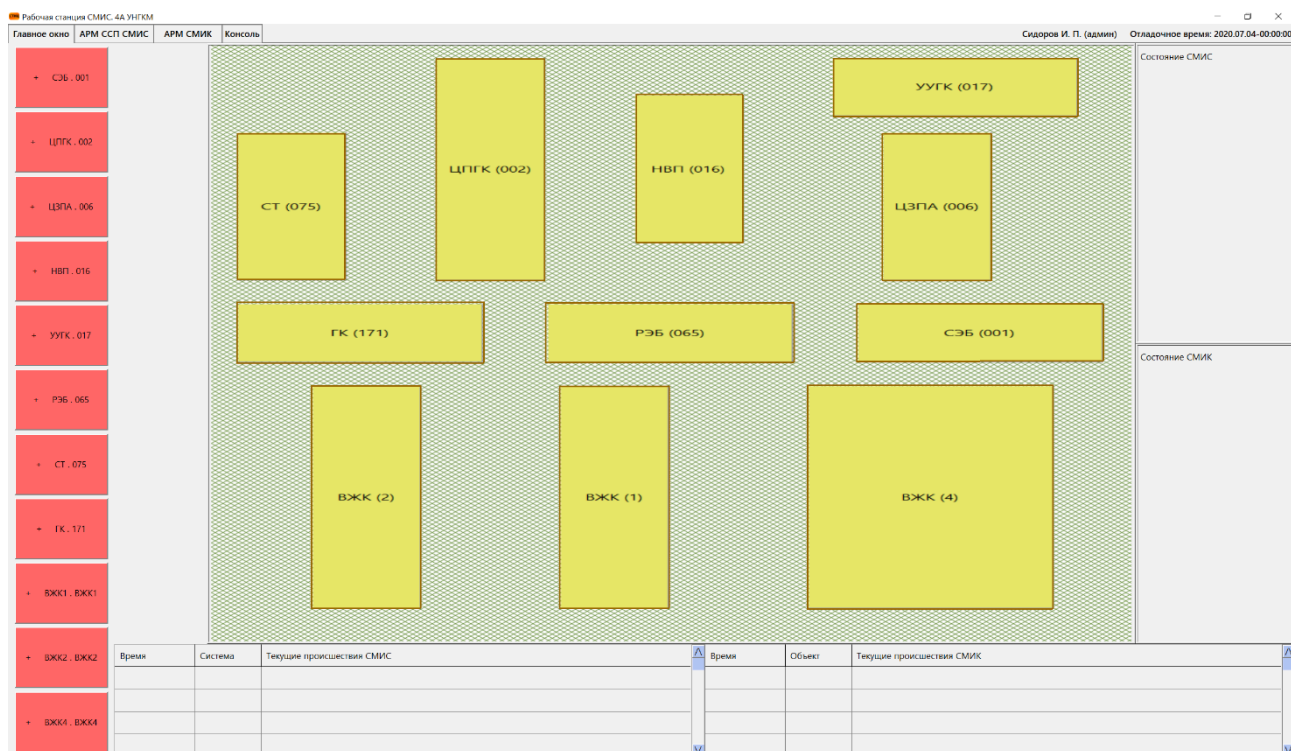 Рабочая станция СМИС. 4А УНГКМ
Главное окно АРМ ССП СМИС АРМ СМИК Консоль Сидоров И. П. (админ) Отладочное время: 2020.07.04-00:00:00
+ СЭБ . 001
+ ЦПГК . 002
+ ЦЗПА . 006
+ НВП . 016
+ УУГК . 017
+ РЭБ . 065
+ СТ . 075
+ ГК . 171
+ ВЖК1 . ВЖК1
+ ВЖК2 . ВЖК2
+ ВЖК4 . ВЖК4
УУГК (017)
ЦПГК (002)
НВП (016)
СТ (075)
ЦЗПА (006)
ГК (171)
РЭБ (065)
СЭБ (001)
ВЖК (2)
ВЖК (1)
ВЖК (4)
Состояние СМИС
Состояние СМИК
Время Система Текущие происшествия СМИС
Время Объект Текущие происшествия СМИК